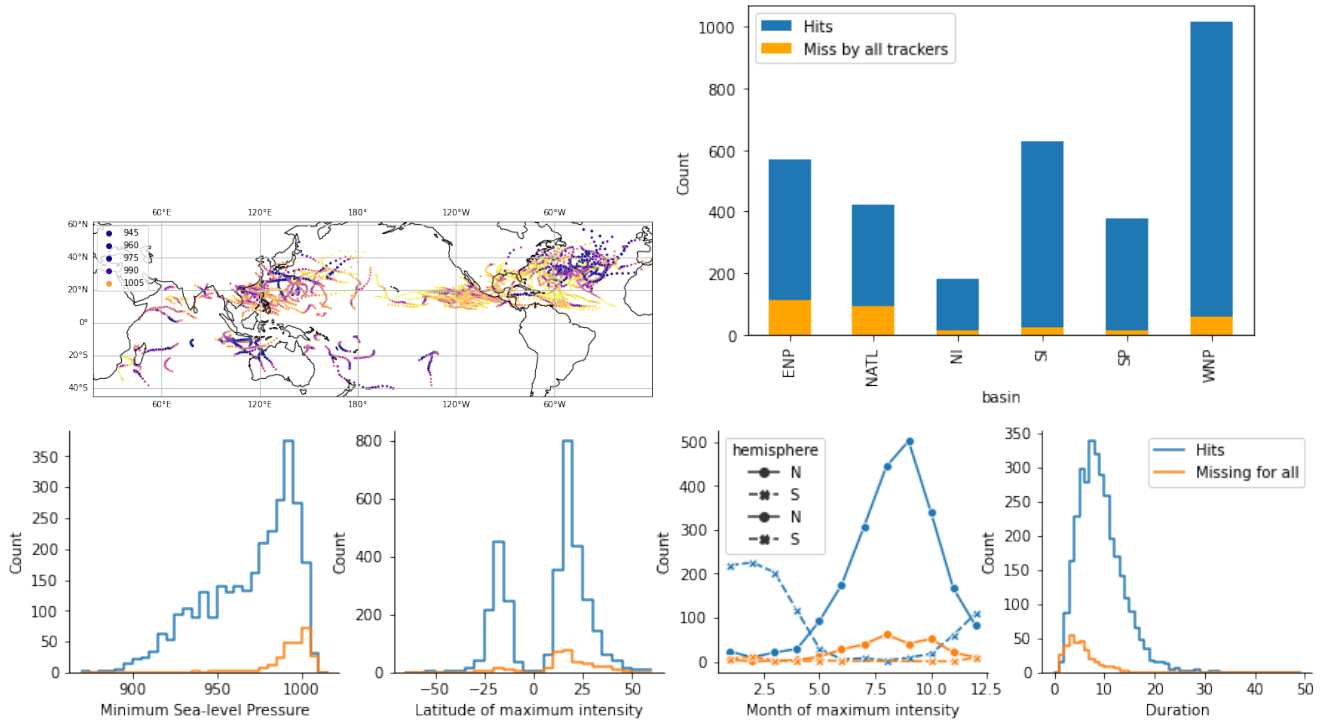 60°E 120°E 180° 120°W 60°W
60°N
40°N
20°N
0°
20°S
40°S
945
960
975
990
1005
60°E 120°E 180° 120°W 60°W
1000
800
600
400
200
0
Count
Hits
Miss by all trackers
ENP NATL NI SI SP WNP
basin
350
300
250
200
150
100
50
0
Count
900 950 1000
Minimum Sea-level Pressure
800
600
400
200
0
Count
−50 −25 0 25 50
Latitude of maximum intensity
500
400
300
200
100
0
Count
hemisphere
N
S
N
S
2.5 5.0 7.5 10.0 12.5
Month of maximum intensity
350
300
250
200
150
100
50
0
Count
Hits
Missing for all
0 10 20 30 40 50
Duration